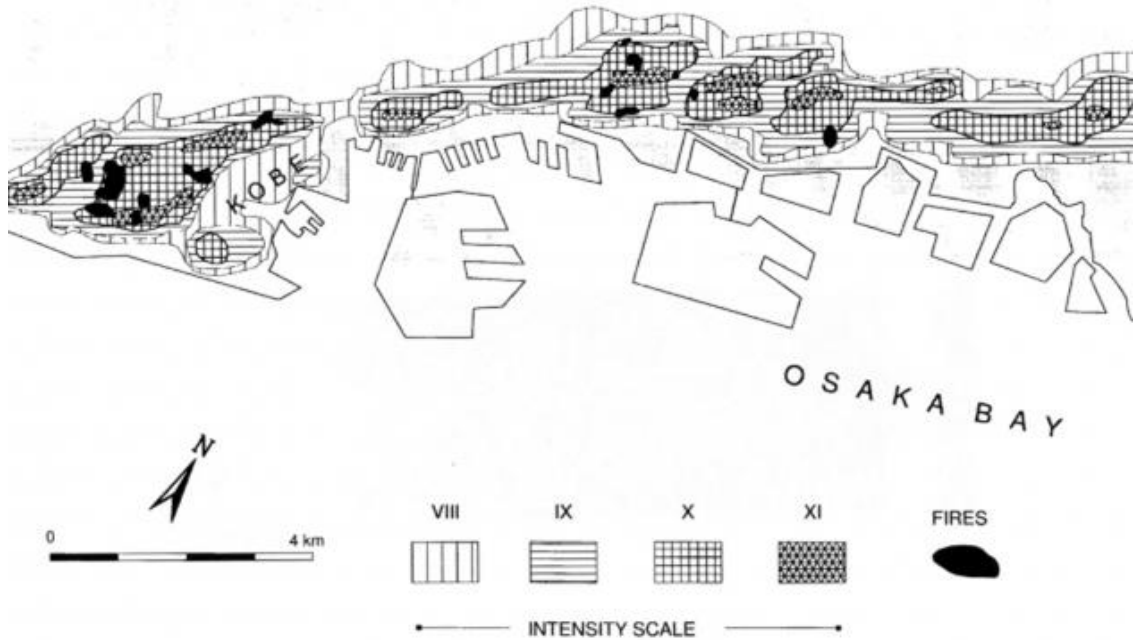 KOBE
OSAKA BAY
N
0 4 km
VIII IX X XI FIRES
INTENSITY SCALE